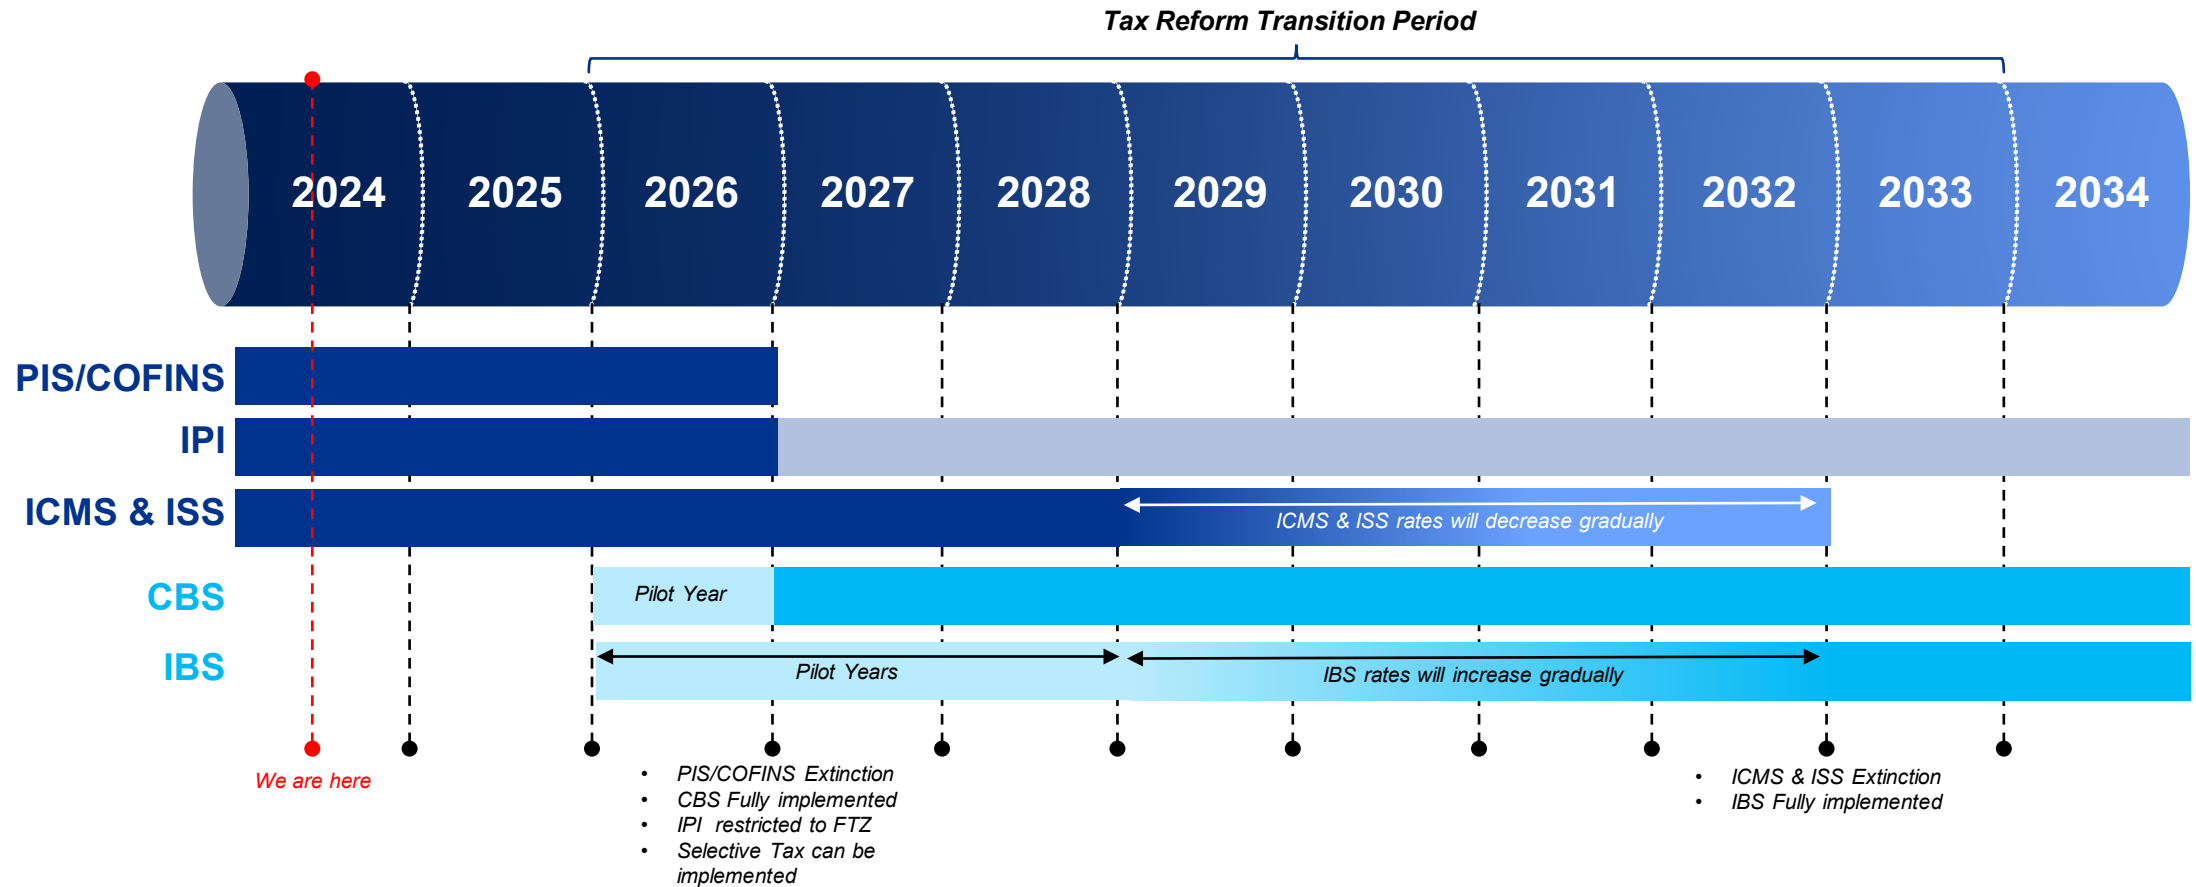 Tax Reform Transition Period
2024
2025
2026
2027
2028
2029
2030
2031
2032
2033
2034
PIS/COFINS
IPI
ICMS & ISS
ICMS & ISS rates will decrease gradually
CBS
Pilot Year
IBS
Pilot Years
IBS rates will increase gradually
We are here
• PIS/COFINS Extinction
• CBS Fully implemented
• IPI restricted to FTZ
• Selective Tax can be
implemented
• ICMS & ISS Extinction
• IBS Fully implemented